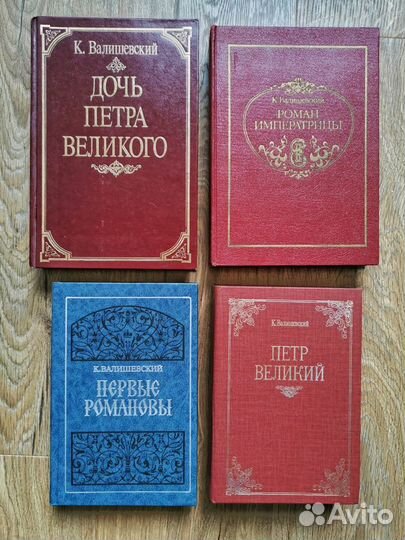 К. Валишевский
ДОЧЬ
ПЕТРА
ВЕЛИКОГО
К. Валишевский
РОМАН
ИМПЕРАТРИЦЫ
К. ВАЛИШЕВСКИЙ
ПЕРВЫЕ
РОМАНОВЫ
К. Валишевский
ПЕТР
ВЕЛИКИЙ
Avito